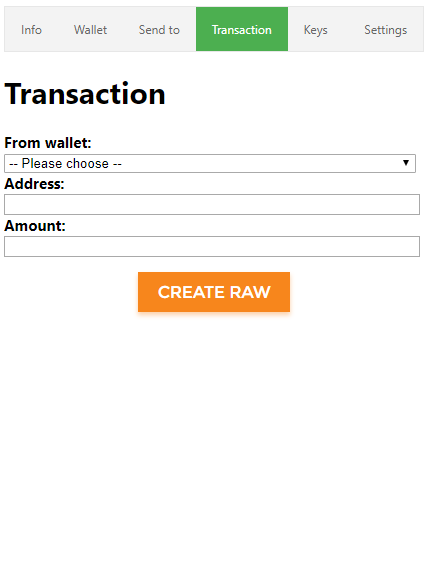 Info Wallet Send to Transaction Keys Settings
Transaction
From wallet:
-- Please choose --
Address:
Amount:
CREATE RAW